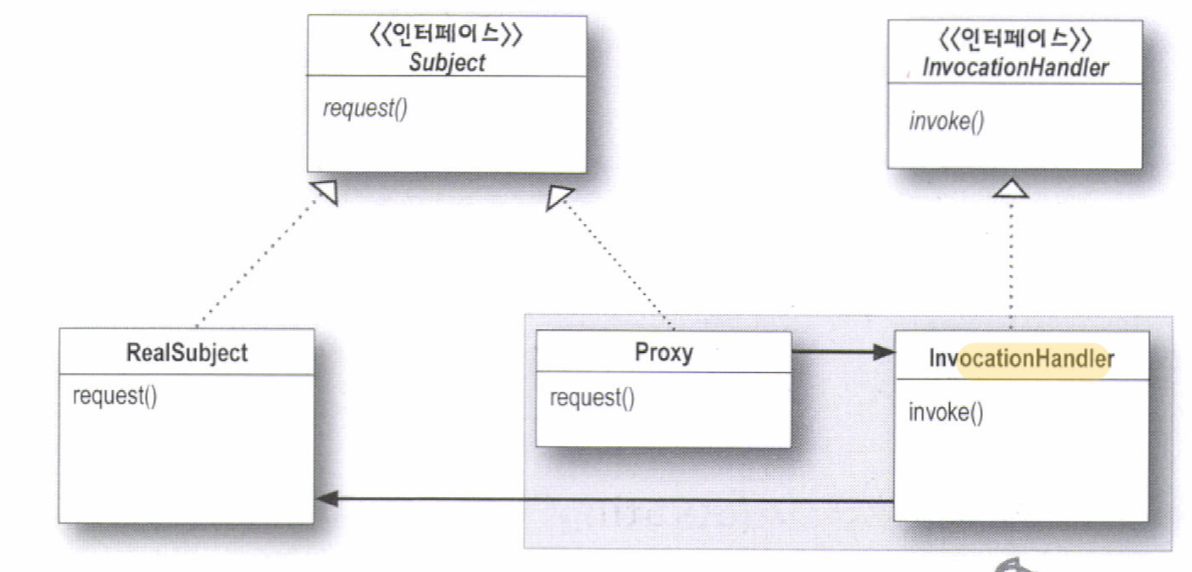 《인터페이스》
Subject
request()
《인터페이스》
InvocationHandler
invoke()
RealSubject
request()
Proxy
request()
InvocationHandler
invoke()